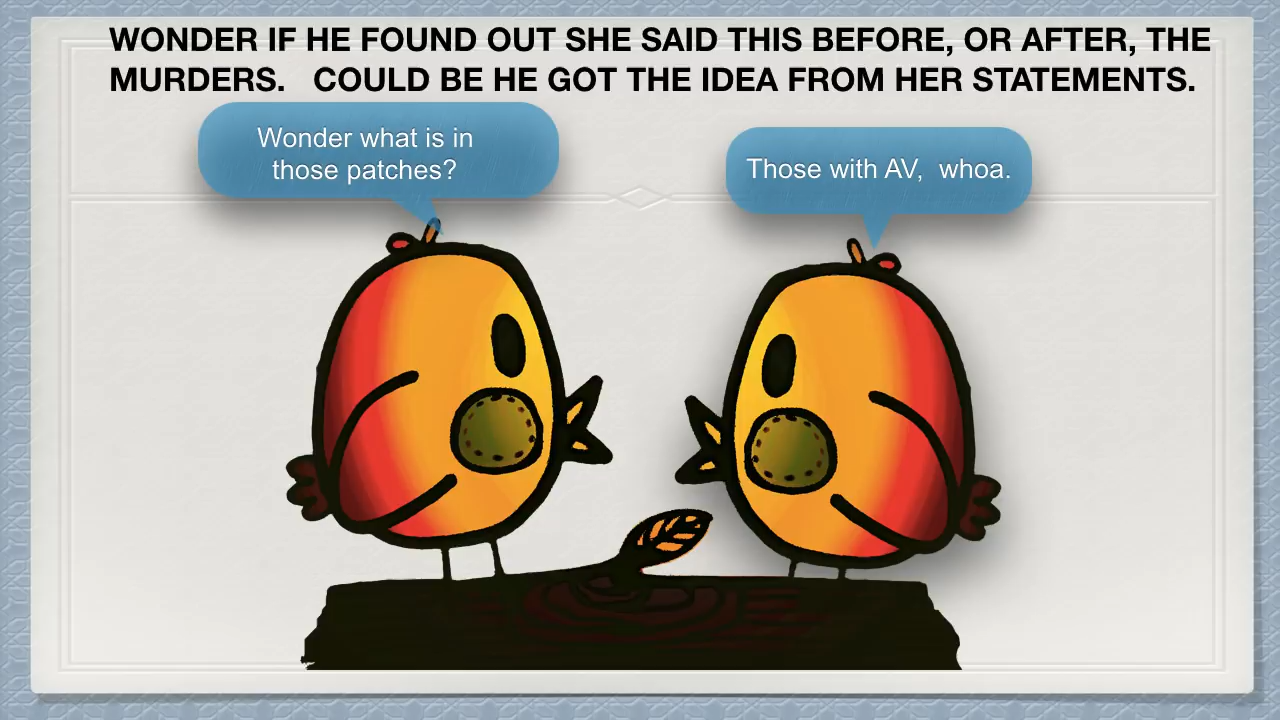 WONDER IF HE FOUND OUT SHE SAID THIS BEFORE, OR AFTER, THE
MURDERS.   COULD BE HE GOT THE IDEA FROM HER STATEMENTS.
Wonder what is in
those patches?
Those with AV,  whoa.